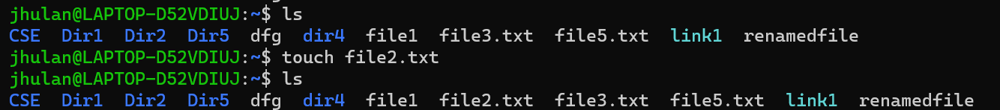 jhulan@LAPTOP-D52VDIUJ:~$ ls
CSE  Dir1  Dir2  Dir5  dfg  dir4  file1  file3.txt  file5.txt  link1  renamedfile
jhulan@LAPTOP-D52VDIUJ:~$ touch file2.txt
jhulan@LAPTOP-D52VDIUJ:~$ ls
CSE  Dir1  Dir2  Dir5  dfg  dir4  file1  file2.txt  file3.txt  file5.txt  link1  renamedfile